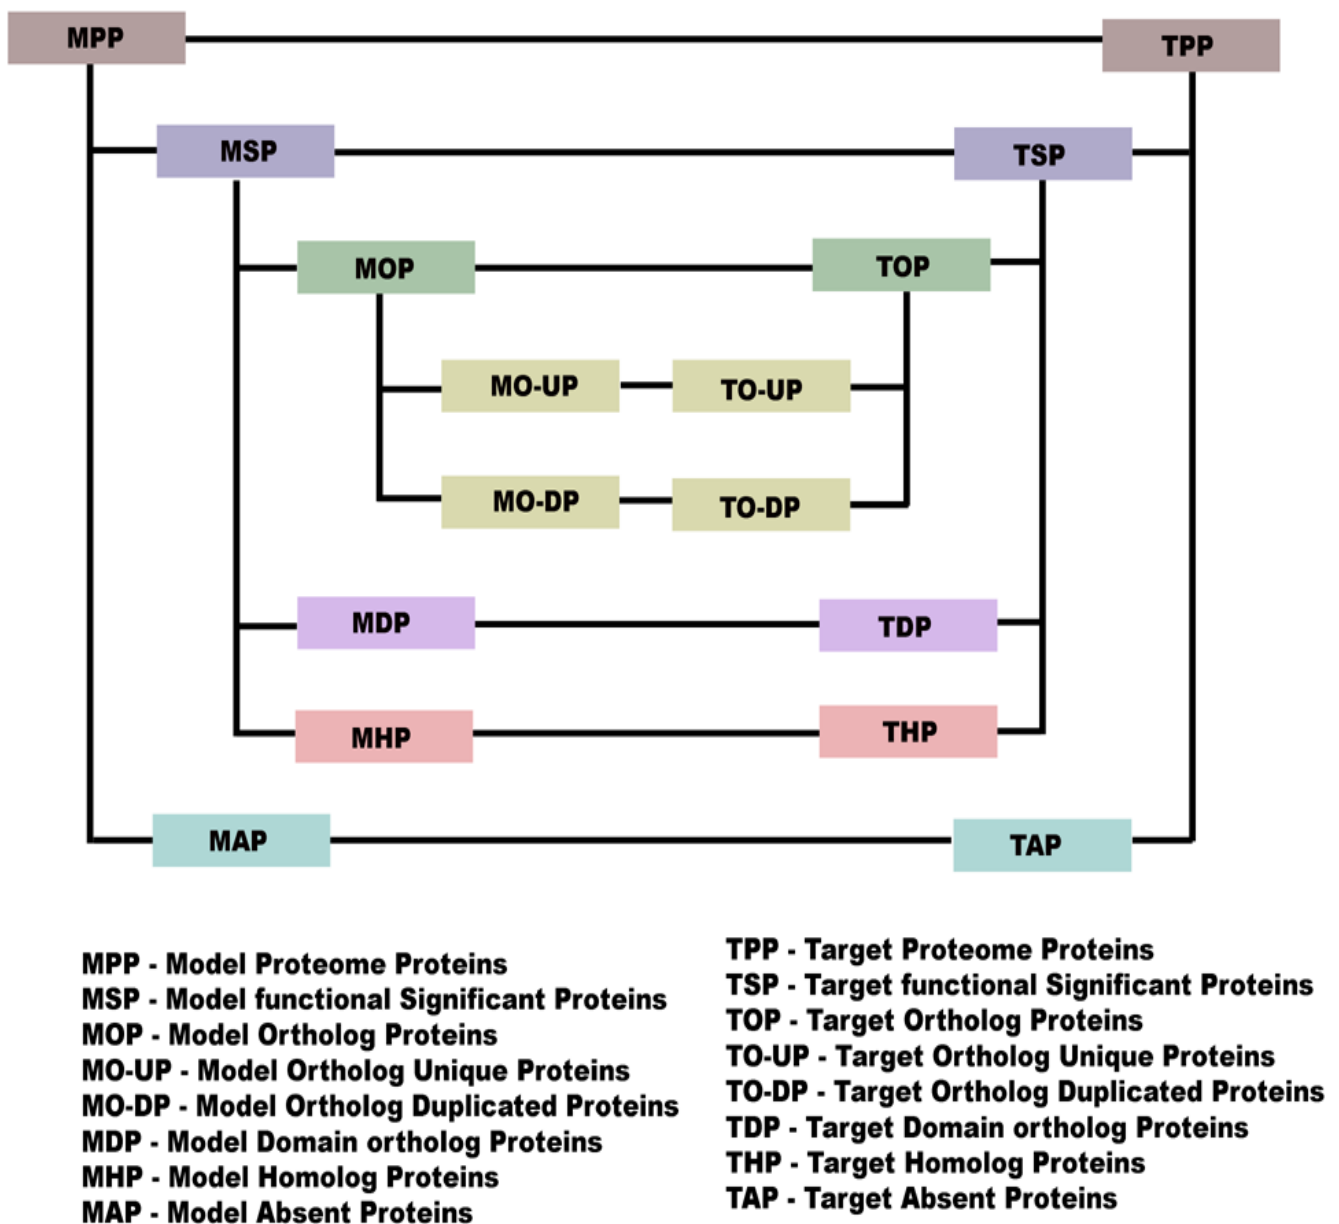 MPP
TPP
MSP
TSP
MOP
TOP
MO-UP
TO-UP
MO-DP
TO-DP
MDP
TDP
MHP
THP
MAP
TAP
MPP - Model Proteome Proteins
MSP - Model functional Significant Proteins
MOP - Model Ortholog Proteins
MO-UP - Model Ortholog Unique Proteins
MO-DP - Model Ortholog Duplicated Proteins
MDP - Model Domain ortholog Proteins
MHP - Model Homolog Proteins
MAP - Model Absent Proteins
TPP - Target Proteome Proteins
TSP - Target functional Significant Proteins
TOP - Target Ortholog Proteins
TO-UP - Target Ortholog Unique Proteins
TO-DP - Target Ortholog Duplicated Proteins
TDP - Target Domain ortholog Proteins
THP - Target Homolog Proteins
TAP - Target Absent Proteins